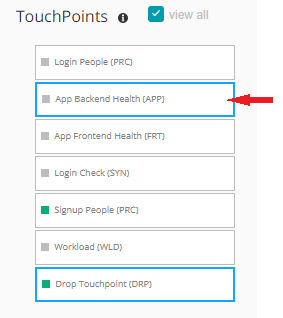 TouchPoints
view all
Login People (PRC)
App Backend Health (APP)
App Frontend Health (FRT)
Login Check (SYN)
Signup People (PRC)
Workload (WLD)
Drop Touchpoint (DRP)